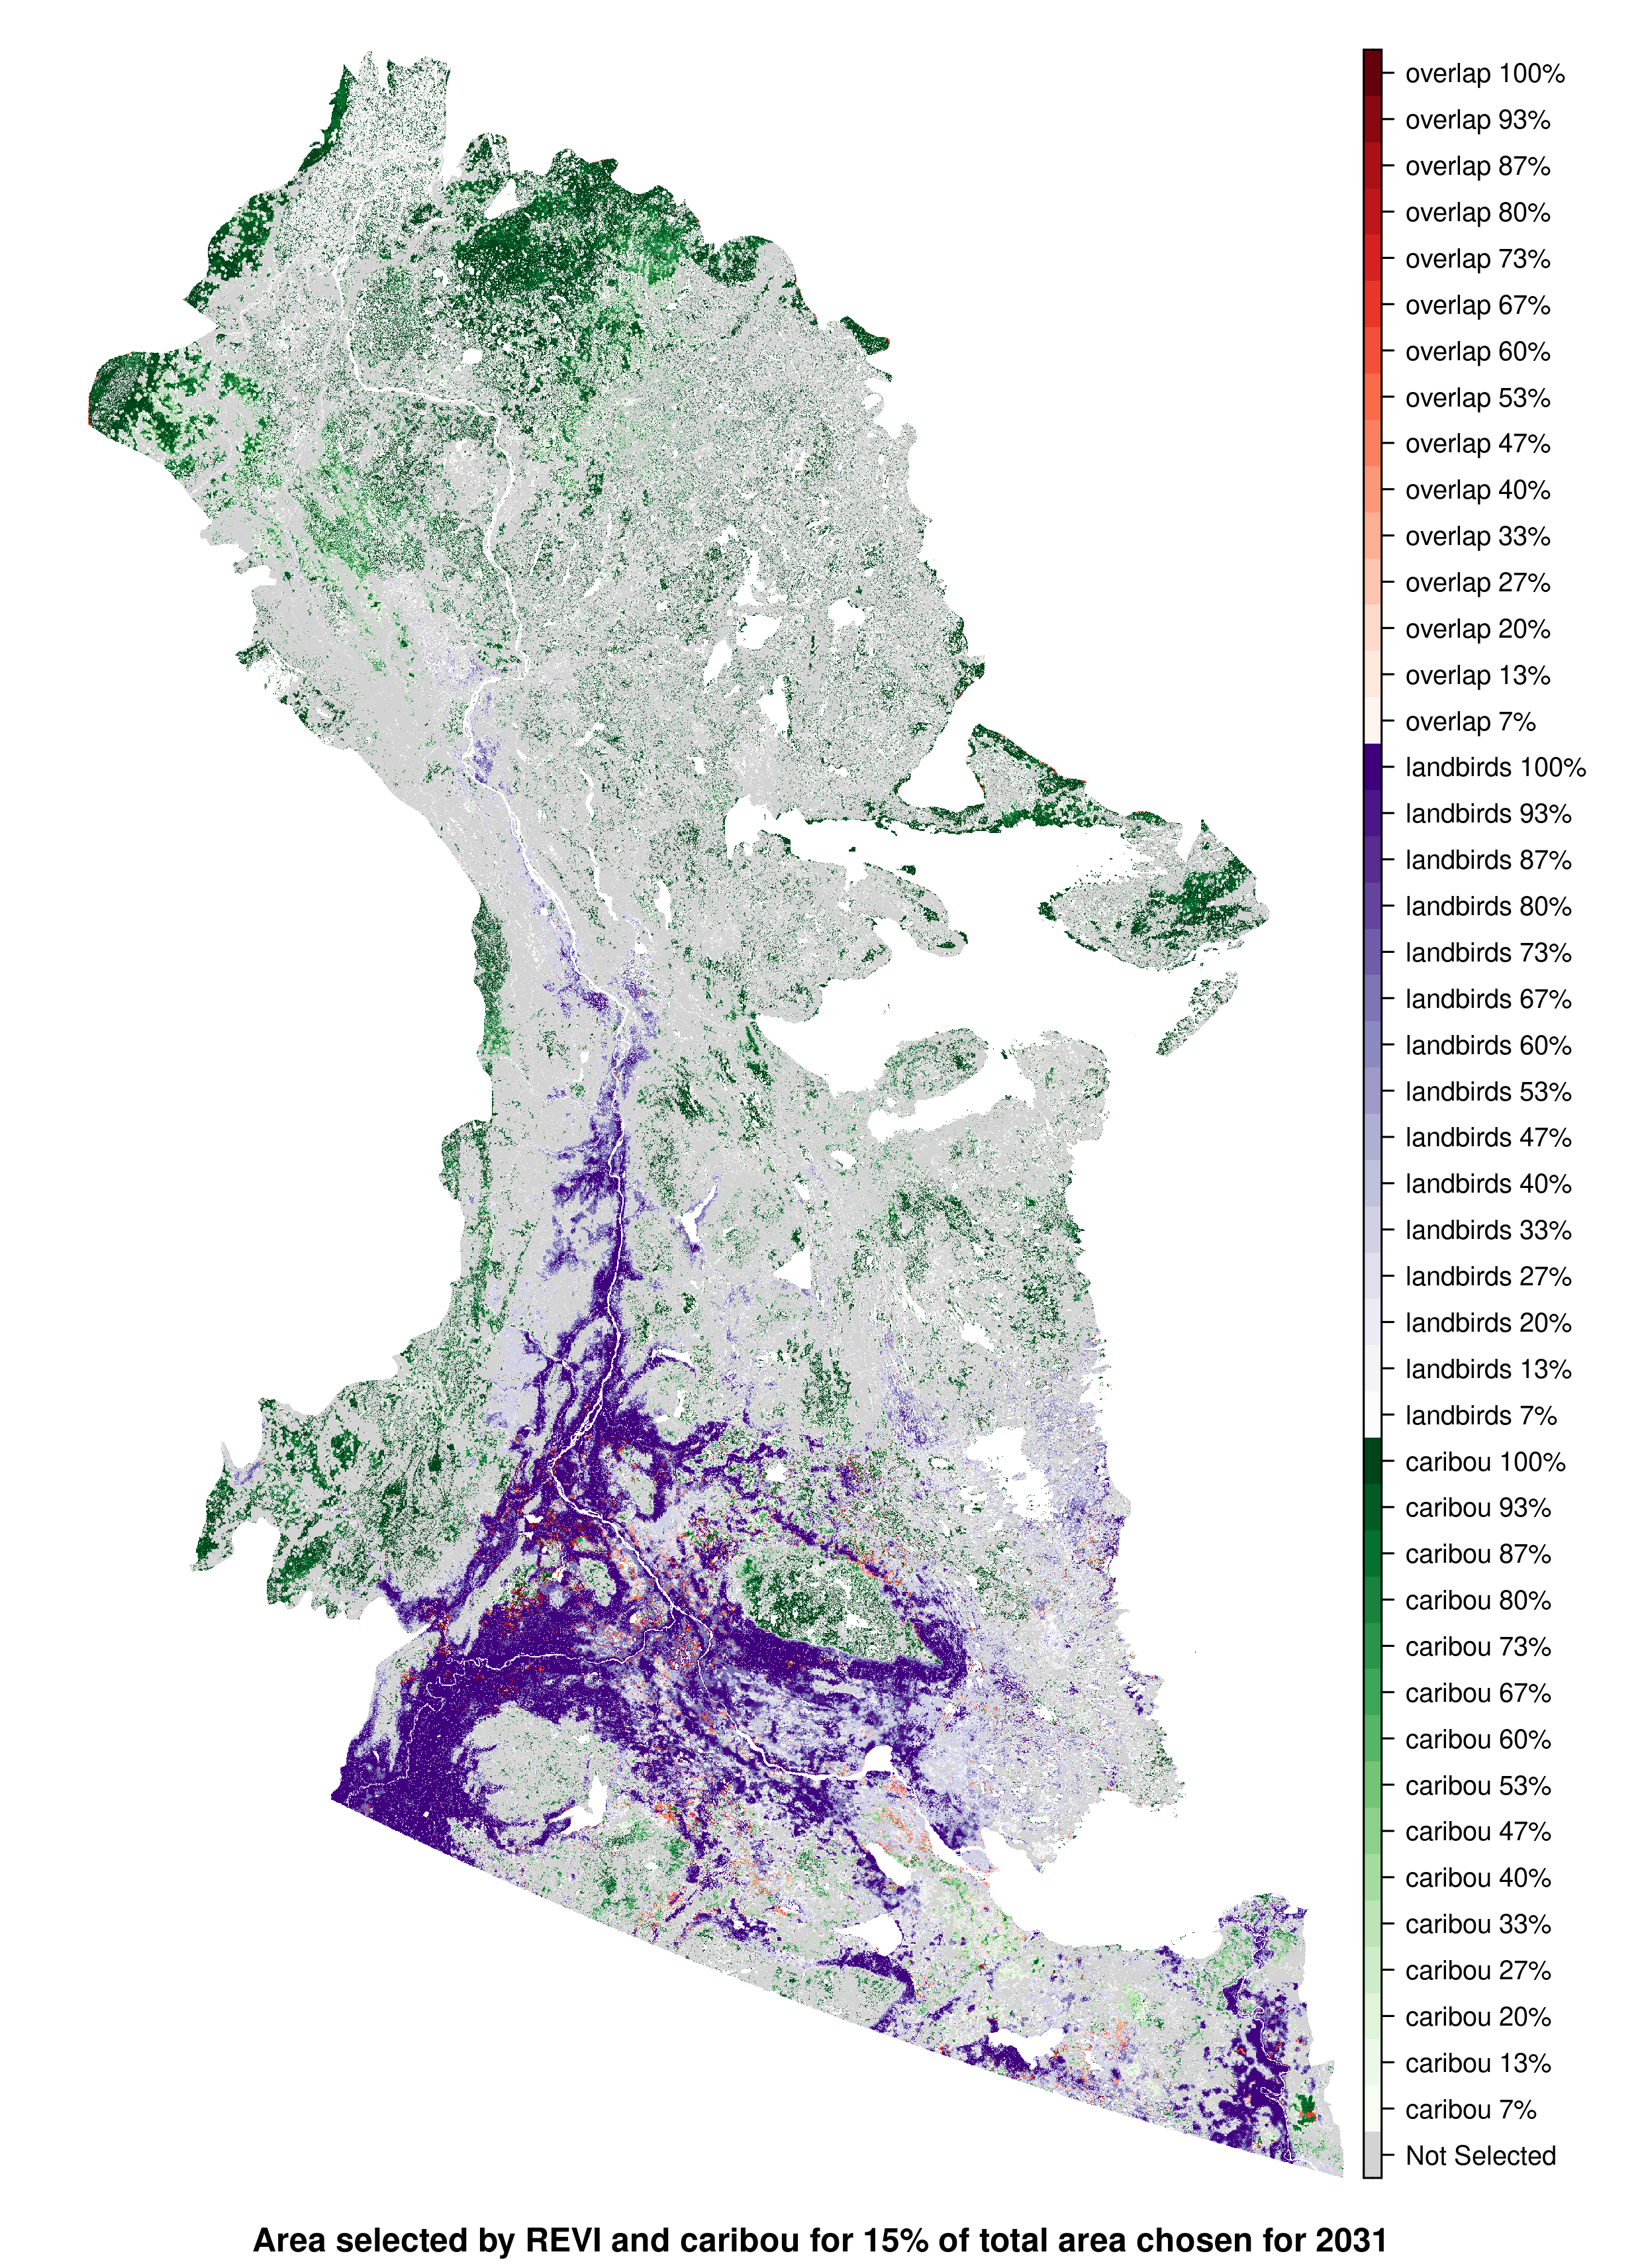 overlap 100%
overlap 93%
overlap 87%
overlap 80%
overlap 73%
overlap 67%
overlap 60%
overlap 53%
overlap 47%
overlap 40%
overlap 33%
overlap 27%
overlap 20%
overlap 13%
overlap 7%
landbirds 100%
landbirds 93%
landbirds 87%
landbirds 80%
landbirds 73%
landbirds 67%
landbirds 60%
landbirds 53%
landbirds 47%
landbirds 40%
landbirds 33%
landbirds 27%
landbirds 20%
landbirds 13%
landbirds 7%
caribou 100%
caribou 93%
caribou 87%
caribou 80%
caribou 73%
caribou 67%
caribou 60%
caribou 53%
caribou 47%
caribou 40%
caribou 33%
caribou 27%
caribou 20%
caribou 13%
caribou 7%
Not Selected
Area selected by REVI and caribou for 15% of total area chosen for 2031